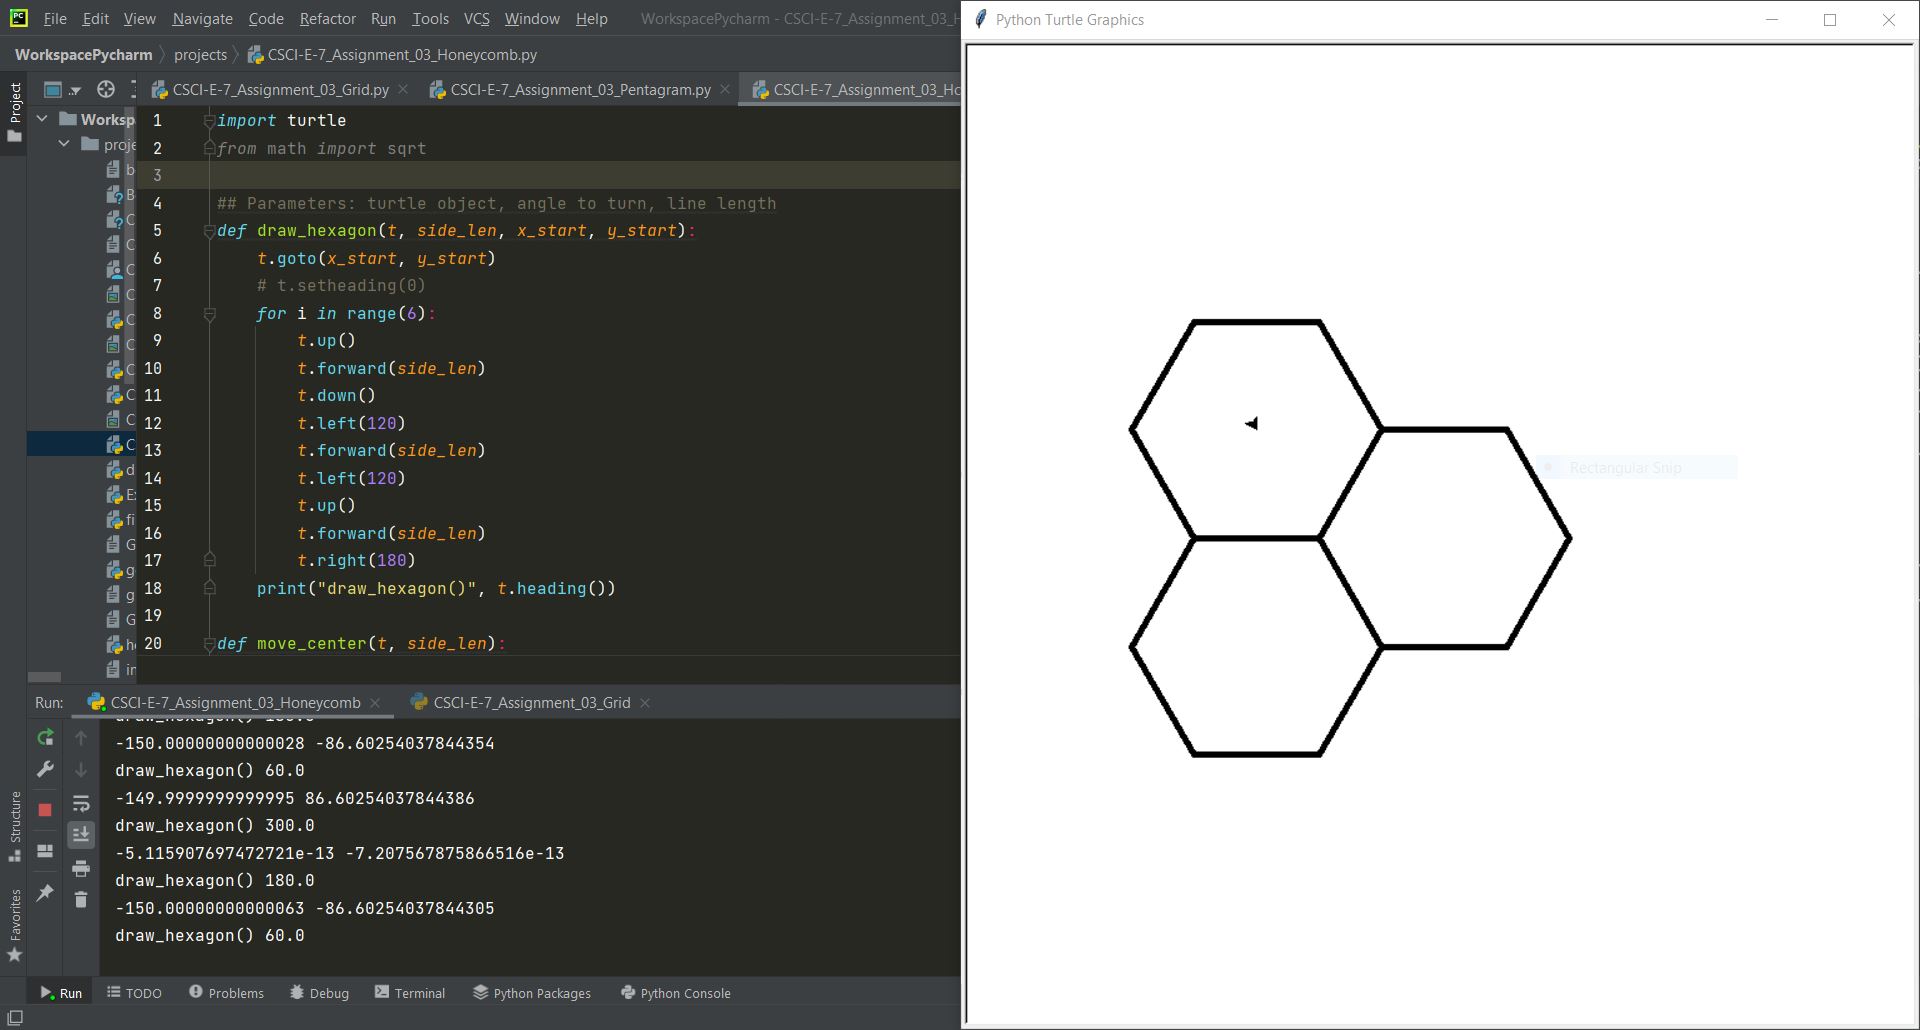 File Edit View Navigate Code Refactor Run Tools VCS Window Help WorkspacePycharm - CSCI-E-7_Assignment_03_H
Python Turtle Graphics
WorkspacePycharm projects CSCI-E-7_Assignment_03_Honeycomb.py
CSCI-E-7_Assignment_03_Grid.py CSCI-E-7_Assignment_03_Pentagram.py CSCI-E-7_Assignment_03_Ho
Project
Worksp
proje
b
B
C
C
C
C
C
C
C
C
C
C
d
E
fi
G
g
g
G
h
in
1 import turtle
2 from math import sqrt
3
4 ## Parameters: turtle object, angle to turn, line length
5 def draw_hexagon(t, side_len, x_start, y_start):
6 t.goto(x_start, y_start)
7 # t.setheading(0)
8 for i in range(6):
9 t.up()
10 t.forward(side_len)
11 t.down()
12 t.left(120)
13 t.forward(side_len)
14 t.left(120)
15 t.up()
16 t.forward(side_len)
17 t.right(180)
18 print("draw_hexagon()", t.heading())
19
20 def move_center(t, side_len):
Rectangular Snip
Run: CSCI-E-7_Assignment_03_Honeycomb CSCI-E-7_Assignment_03_Grid
-150.00000000000028 -86.60254037844354
draw_hexagon() 60.0
-149.9999999999995 86.60254037844386
draw_hexagon() 300.0
-5.115907697472721e-13 -7.207567875866516e-13
draw_hexagon() 180.0
-150.00000000000063 -86.60254037844305
draw_hexagon() 60.0
Structure
Favorites
Run TODO Problems Debug Terminal Python Packages Python Console